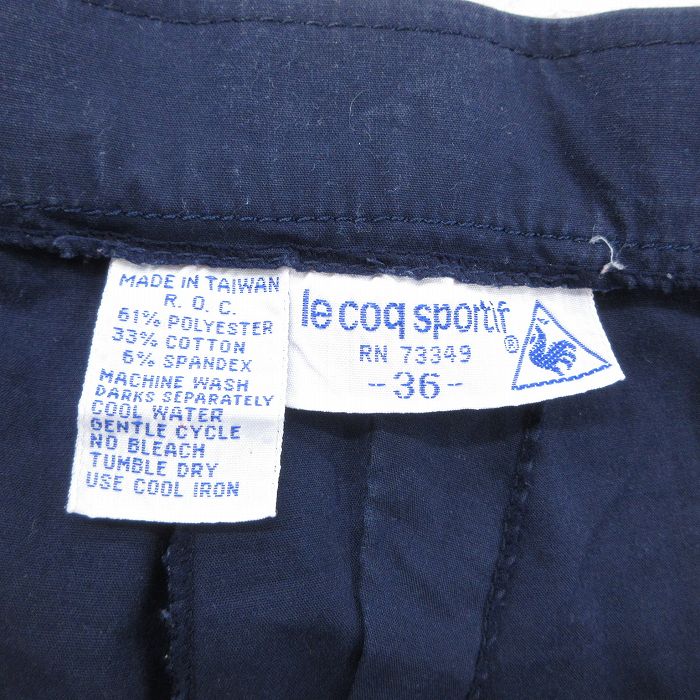 MADE IN TAIWAN
R. O. C.
61% POLYESTER
33% COTTON
6% SPANDEX
MACHINE WASH
DARKS SEPARATELY
COOL WATER
GENTLE CYCLE
NO BLEACH
TUMBLE DRY
USE COOL IRON
le coq sportif
®
RN 73349
-36-